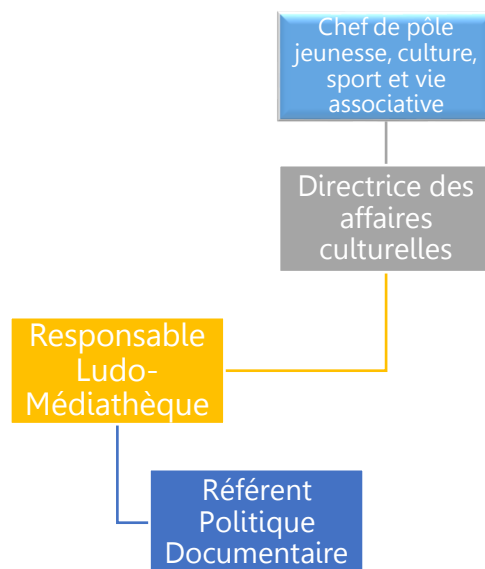 Chef de pôle
jeunesse, culture,
sport et vie
associative
Directrice des
affaires
culturelles
Responsable
Ludo-
Médiathèque
Référent
Politique
Documentaire